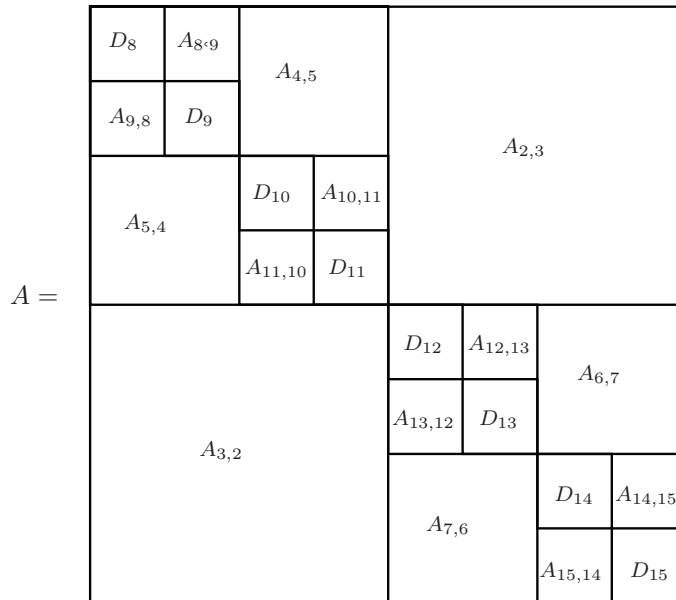 D₈ A₈‹₉ A₄,₅
A₉,₈ D₉
A₂,₃
A₅,₄ D₁₀ A₁₀,₁₁
A₁₁,₁₀ D₁₁
A =
D₁₂ A₁₂,₁₃ A₆,₇
A₁₃,₁₂ D₁₃
A₃,₂
A₇,₆ D₁₄ A₁₄,₁₅
A₁₅,₁₄ D₁₅